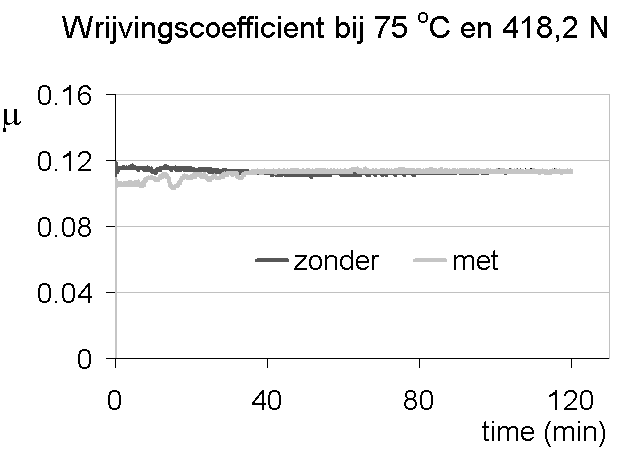 Wrijvingscoefficient bij 75 °C en 418,2 N
μ
0.16
0.12
0.08
0.04
0
zonder met
0 40 80 120
time (min)